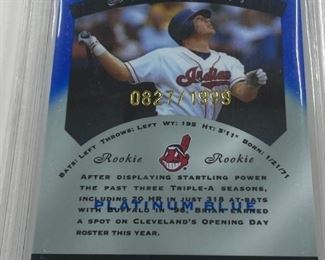 Indians
0827/1999
BATS: LEFT THROWS: LEFT WT: 195 HT: 5'11" BORN: 1/21/71
Rookie Rookie
AFTER DISPLAYING STARTLING POWER
THE PAST THREE TRIPLE-A SEASONS,
INCLUDING 20 HR IN JUST 318 AT-BATS
PLATINUM BLUE
WITH BUFFALO IN '96, BRIAN EARNED
A SPOT ON CLEVELAND'S OPENING DAY
ROSTER THIS YEAR.